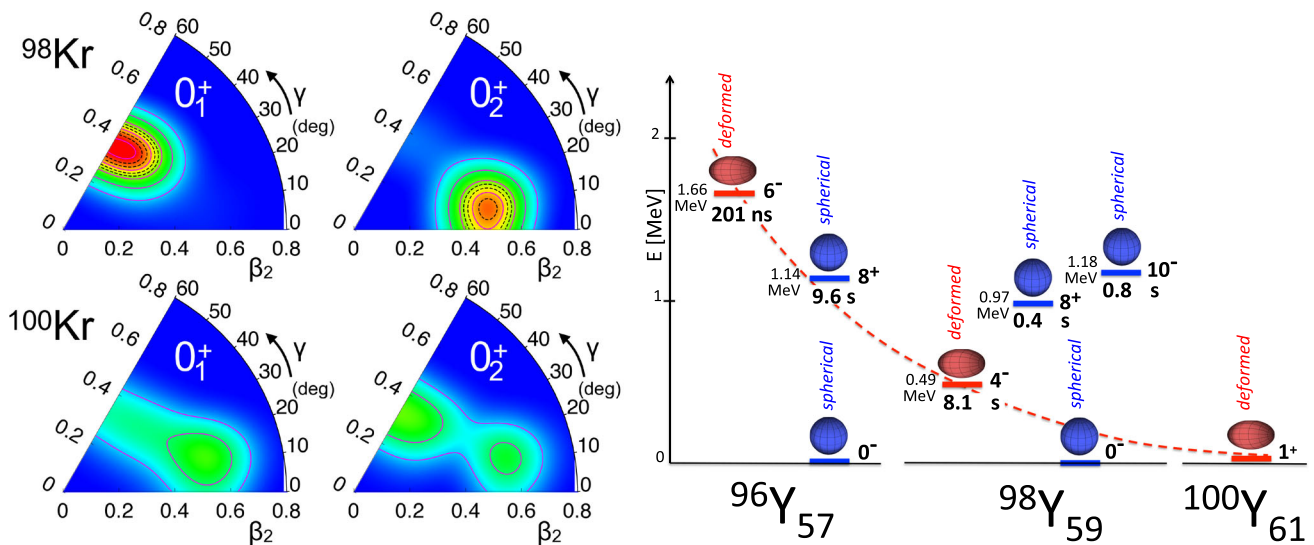 98Kr
0.8 60
50
0.6
40
0+1
γ
30
(deg)
0.4
20
0.2
10
0
0
0 0.2 0.4 0.6 0.8
β2
0.8 60
50
0.6
40
0+2
γ
30
(deg)
0.4
20
0.2
10
0
0
0 0.2 0.4 0.6 0.8
β2
100Kr
0.8 60
50
0.6
40
0+1
γ
30
(deg)
0.4
20
0.2
10
0
0
0 0.2 0.4 0.6 0.8
β2
0.8 60
50
0.6
40
0+2
γ
30
(deg)
0.4
20
0.2
10
0
0
0 0.2 0.4 0.6 0.8
β2
E [MeV]
2
1
0
deformed
1.66
MeV
6-
201 ns
spherical
1.14
MeV
8+
9.6 s
spherical
0-
96Y57
deformed
0.49
MeV
4-
8.1 s
spherical
0.97
MeV
8+
0.4 s
spherical
1.18
MeV
10-
0.8 s
spherical
0-
98Y59
deformed
1+
100Y61